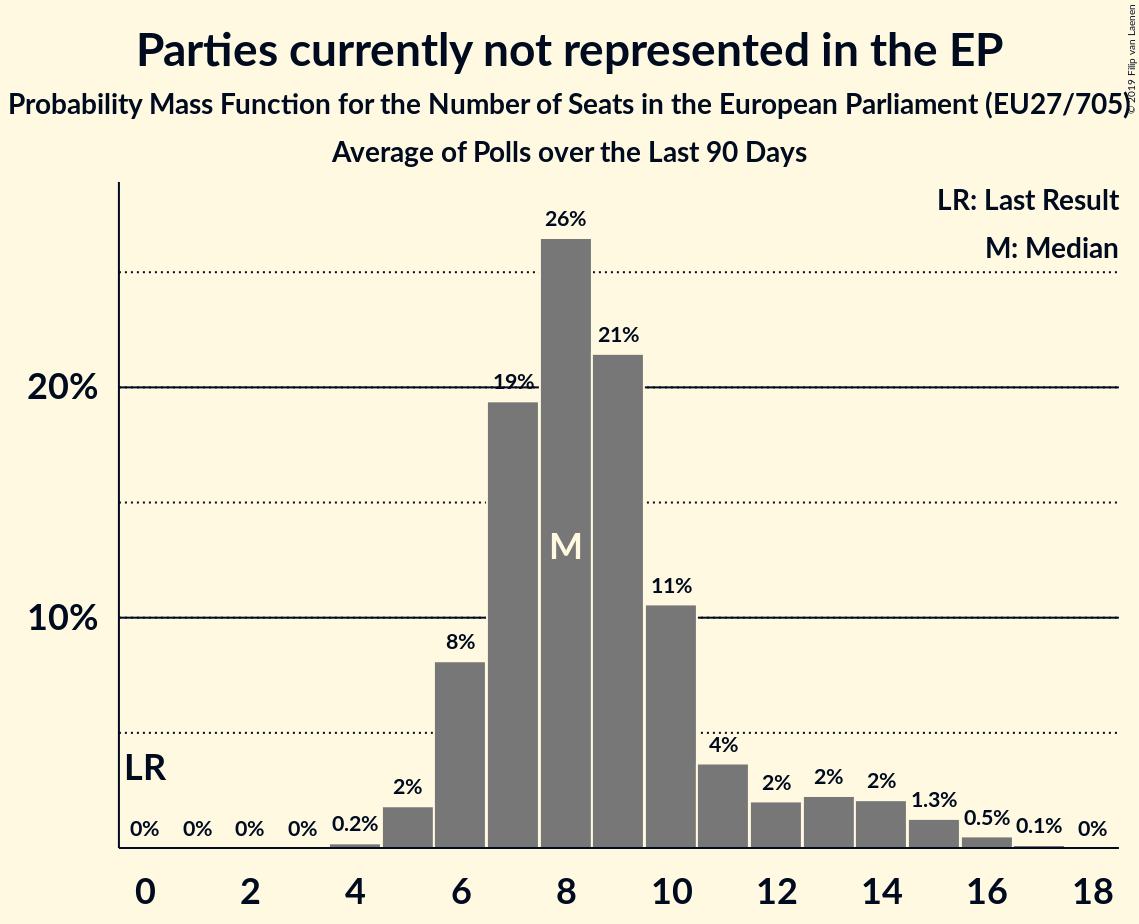 Parties currently not represented in the EP
Probability Mass Function for the Number of Seats in the European Parliament (EU27/705)
Average of Polls over the Last 90 Days
© 2019 Filip van Laenen
LR: Last Result
M: Median
26%
21%
20%
19%
M
11%
10%
8%
4%
LR
2%
2%
2%
2%
1.3%
0% 0% 0% 0% 0.2%
0.5% 0.1% 0%
0 2 4 6 8 10 12 14 16 18